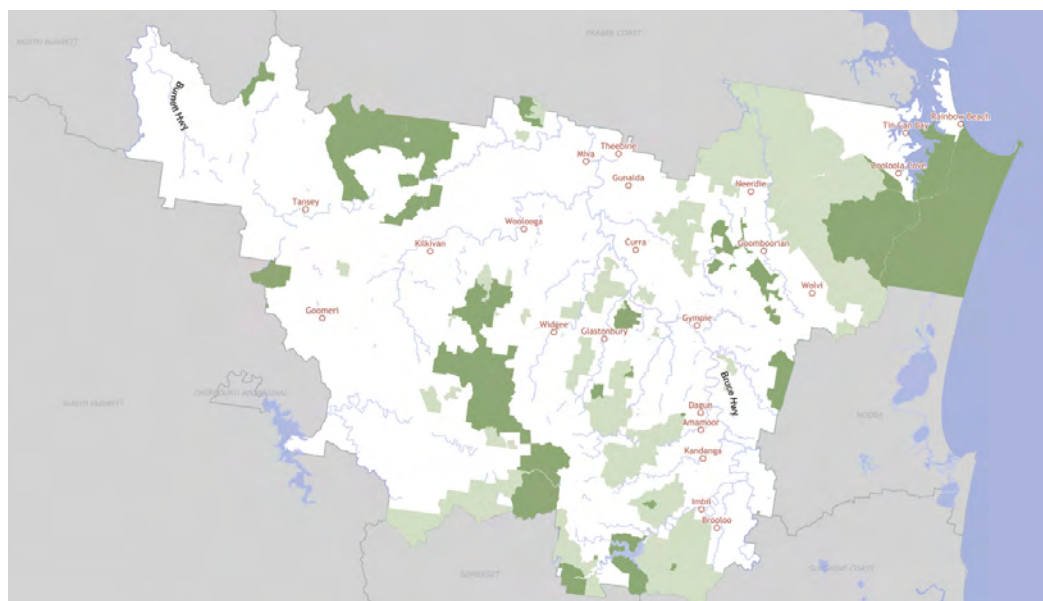 NORTH BURNETT
FRASER COAST
Burnett Hwy
Rainbow Beach
Tin Can Bay
Theebine
Miva
Cooloola Cove
Gunalda
Neerdie
Tansey
Woolooga
Kilkivan
Curra
Goomboorian
Wolvi
Goomeri
Widgee
Glastonbury
Gympie
Bruce Hwy
CHERBOURG ABORIGINAL
SOUTH BURNETT
NOOSA
Dagun
Amamoor
Kandanga
Imbil
Brooloo
SOMERSET
SUNSHINE COAST